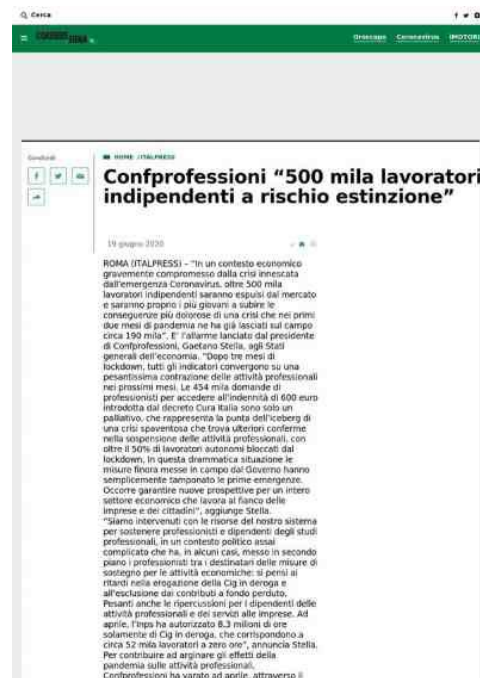 Cerca
Oroscopo Coronavirus IMOTORI
Condividi
HOME ITALPRESS
Confprofessioni “500 mila lavoratori
indipendenti a rischio estinzione”
19 giugno 2020
ROMA (ITALPRESS) – “In un contesto economico
gravemente compromesso dalla crisi innescata
dall'emergenza Coronavirus, oltre 500 mila
lavoratori indipendenti saranno espulsi dal mercato
e saranno proprio i più giovani a subire le
conseguenze più dolorose di una crisi che nei primi
due mesi di pandemia ne ha già lasciati sul campo
circa 190 mila”. E' l'allarme lanciato dal presidente
di Confprofessioni, Gaetano Stella, agli Stati
generali dell'economia. “Dopo tre mesi di
lockdown, tutti gli indicatori convergono su una
pesantissima contrazione delle attività professionali
nei prossimi mesi. Le 454 mila domande di
professionisti per accedere all'indennità di 600 euro
introdotta dal decreto Cura Italia sono solo un
palliativo, che rappresenta la punta dell'iceberg di
una crisi spaventosa che trova ulteriori conferme
nella sospensione delle attività professionali, con
oltre il 50% di lavoratori autonomi bloccati dal
lockdown. In questa drammatica situazione le
misure finora messe in campo dal Governo hanno
semplicemente tamponato le prime emergenze.
Occorre garantire nuove prospettive per un intero
settore economico che lavora al fianco delle
imprese e dei cittadini”, aggiunge Stella.
“Siamo intervenuti con le risorse del nostro sistema
per sostenere professionisti e dipendenti degli studi
professionali, in un contesto politico assai
complicato che ha, in alcuni casi, messo in secondo
piano i professionisti tra i destinatari delle misure di
sostegno per le attività economiche: si pensi ai
ritardi nella erogazione della Cig in deroga e
all'esclusione dai contributi a fondo perduto.
Pesanti anche le ripercussioni per i dipendenti delle
attività professionali e dei servizi alle imprese. Ad
aprile, l'Inps ha autorizzato 8,3 milioni di ore
solamente di Cig in deroga, che corrispondono a
circa 52 mila lavoratori a zero ore”, annuncia Stella.
Per contribuire ad arginare gli effetti della
pandemia sulle attività professionali,
Confprofessioni ha varato ad aprile, attraverso il